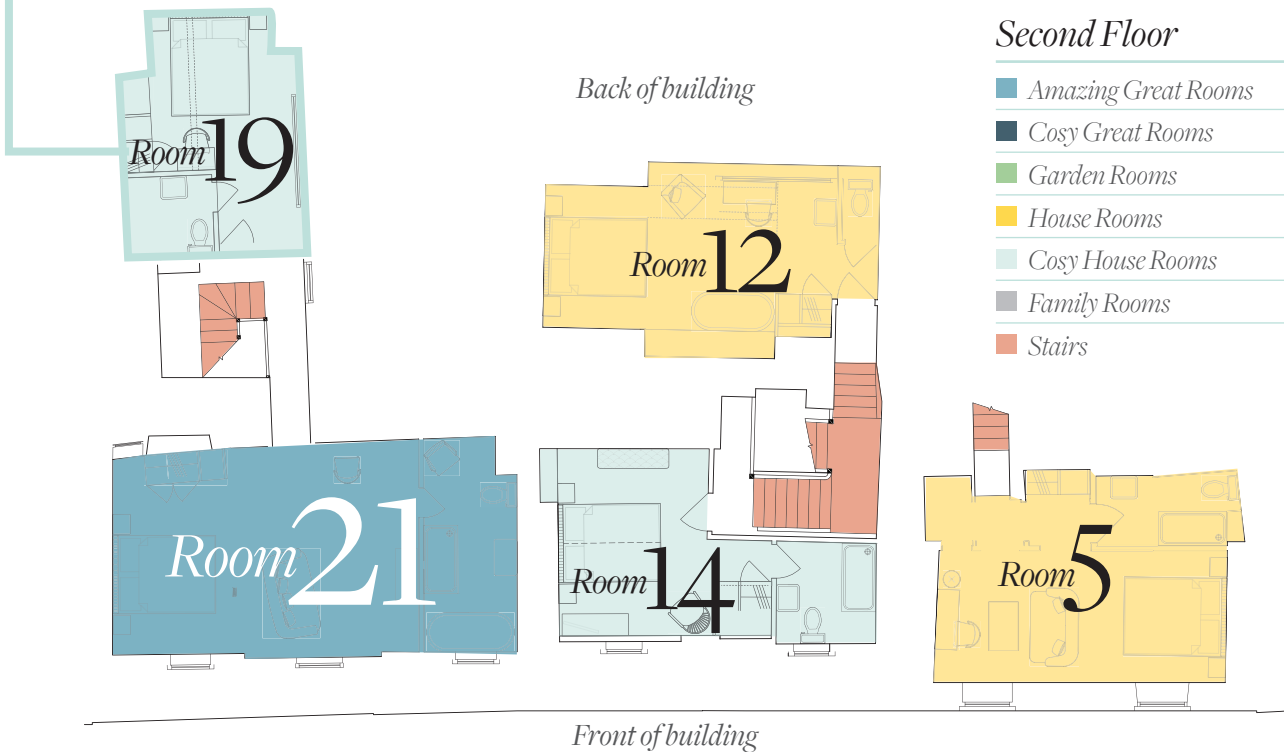 Second Floor
Amazing Great Rooms
Cosy Great Rooms
Garden Rooms
House Rooms
Cosy House Rooms
Family Rooms
Stairs
Back of building
Room 19
Room 12
Room 21
Room 14
Room 5
Front of building